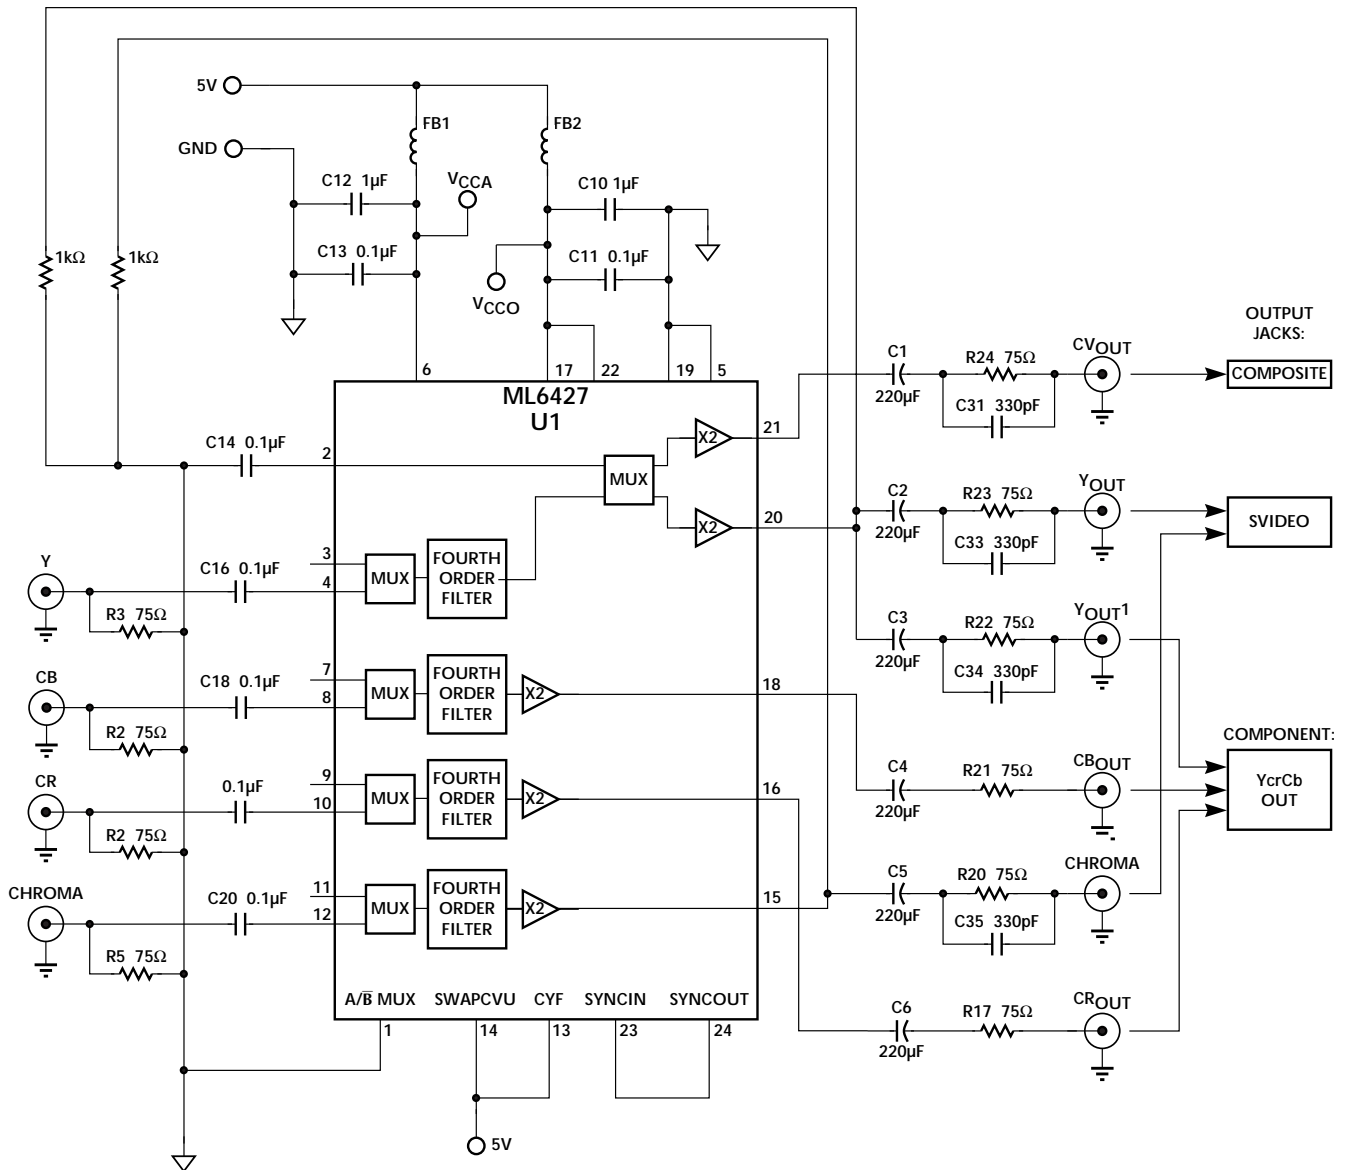 5V
GND
FB1
FB2
C12 1µF
VCCA
C10 1µF
1kΩ
1kΩ
C13 0.1µF
C11 0.1µF
VCCO
6
17
22
19
5
ML6427
U1
OUTPUT
JACKS:
C1
220µF
R24 75Ω
C31 330pF
CVOUT
COMPOSITE
C14 0.1µF
2
MUX
X2
21
X2
20
C2
220µF
R23 75Ω
C33 330pF
YOUT
SVIDEO
Y
C16 0.1µF
R3 75Ω
3
4
MUX
FOURTH
ORDER
FILTER
C3
220µF
R22 75Ω
C34 330pF
YOUT1
CB
C18 0.1µF
R2 75Ω
7
8
MUX
FOURTH
ORDER
FILTER
X2
18
COMPONENT:
YcrCb
OUT
C4
220µF
R21 75Ω
CBOUT
CR
0.1µF
R2 75Ω
9
10
MUX
FOURTH
ORDER
FILTER
X2
16
CHROMA
C20 0.1µF
R5 75Ω
11
12
MUX
FOURTH
ORDER
FILTER
X2
15
C5
220µF
R20 75Ω
C35 330pF
CHROMA
A/B̅ MUX
SWAPCVU
CYF
SYNCIN
SYNCOUT
1
14
13
23
24
C6
220µF
R17 75Ω
CROUT
5V